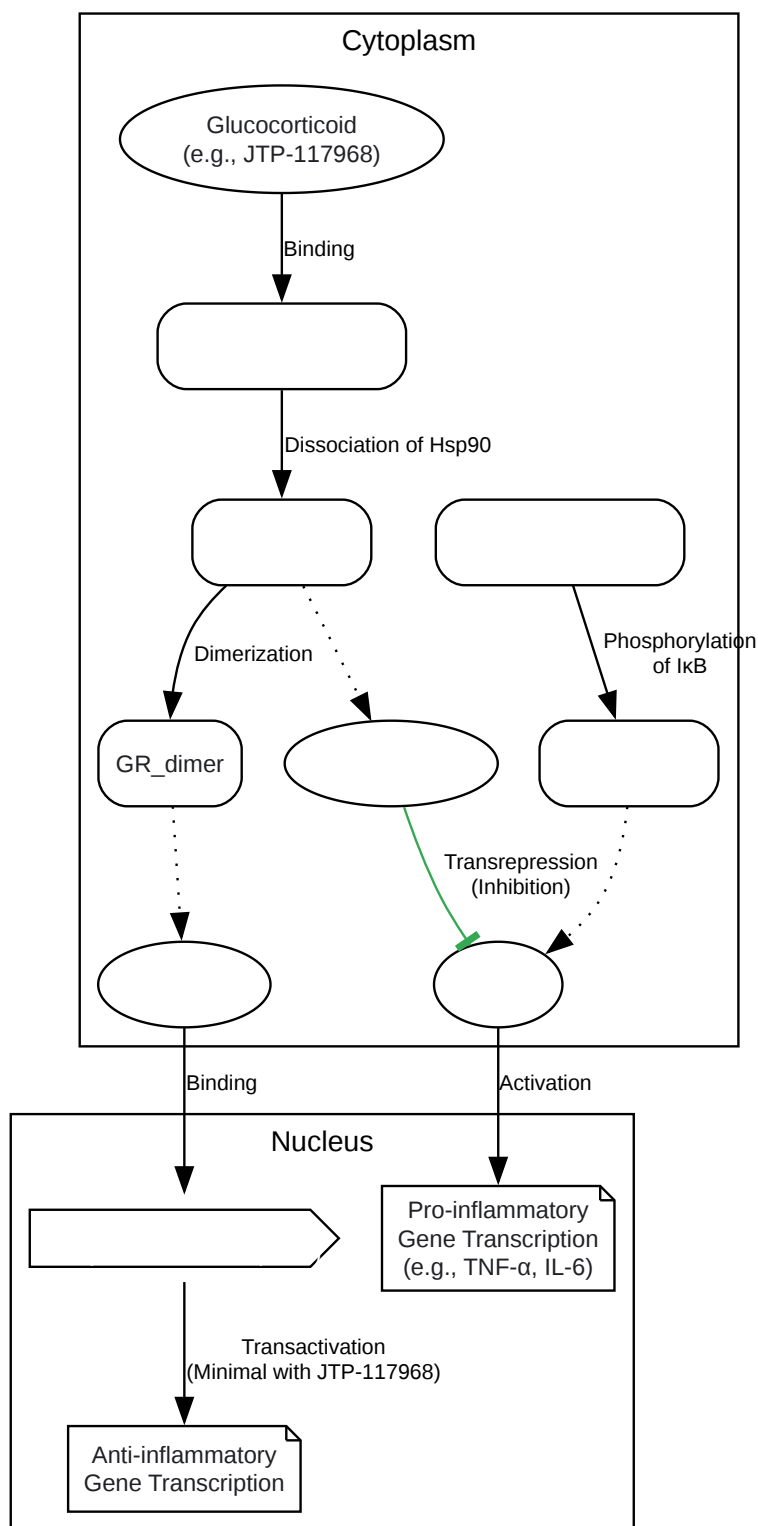 Cytoplasm
Glucocorticoid
(e.g., JTP-117968)
Binding
Dissociation of Hsp90
Dimerization
Phosphorylation
of IκB
GR_dimer
Transrepression
(Inhibition)
Binding
Activation
Nucleus
Pro-inflammatory
Gene Transcription
(e.g., TNF-α, IL-6)
Transactivation
(Minimal with JTP-117968)
Anti-inflammatory
Gene Transcription